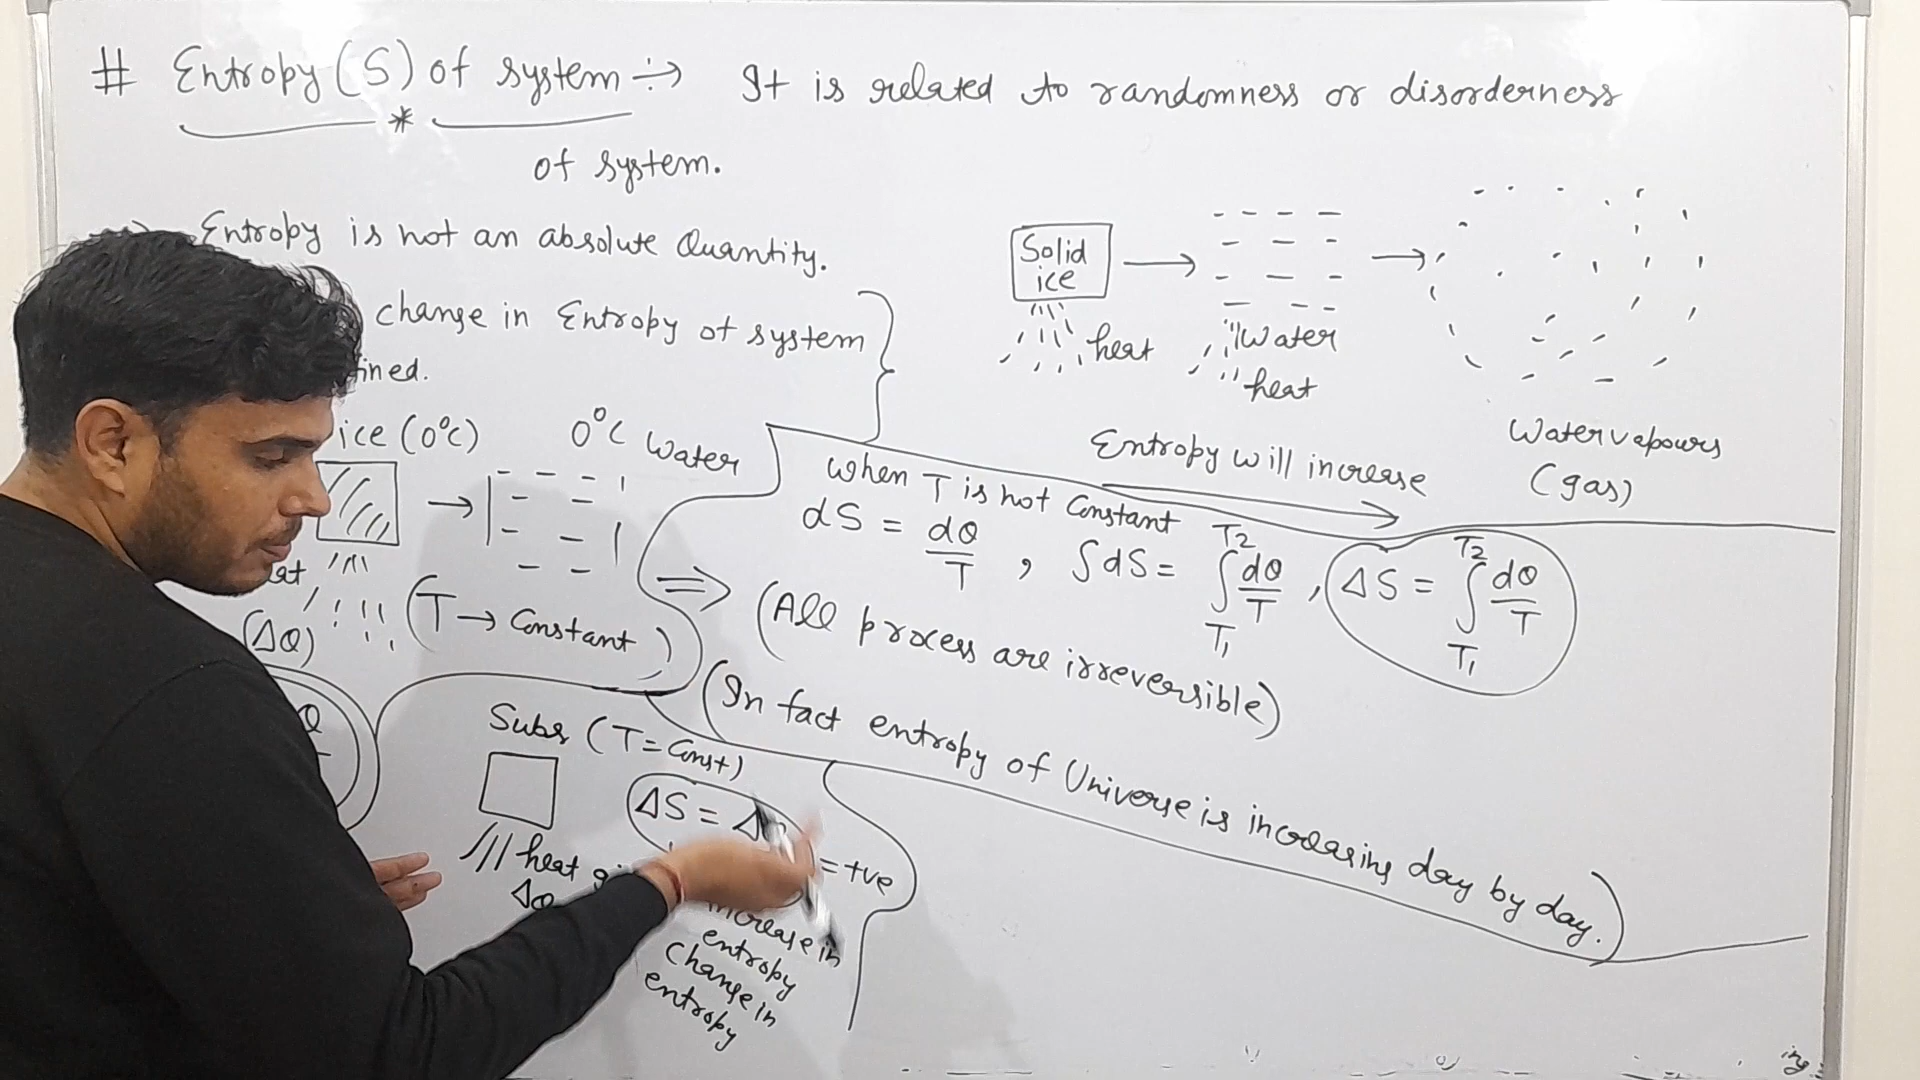 # Entropy (S) of system ÷→ It is related to randomness or disorderness
of system.
Entropy is not an absolute Quantity.
change in Entropy of system
ice (0°C) 0°C Water
(T → Constant)
(ΔQ)
Solid
ice
heat
Water
heat
Water vapours
(gas)
Entropy will increase
When T is not Constant
dS = dQ/T , ∫dS = ∫T1T2 dQ/T , ΔS = ∫T1T2 dQ/T
⇒ (All process are irreversible)
(In fact entropy of Universe is increasing day by day.)
Subs (T = Const)
ΔS =
= +ve
heat
ΔQ
increase in
entropy
Change in
entropy